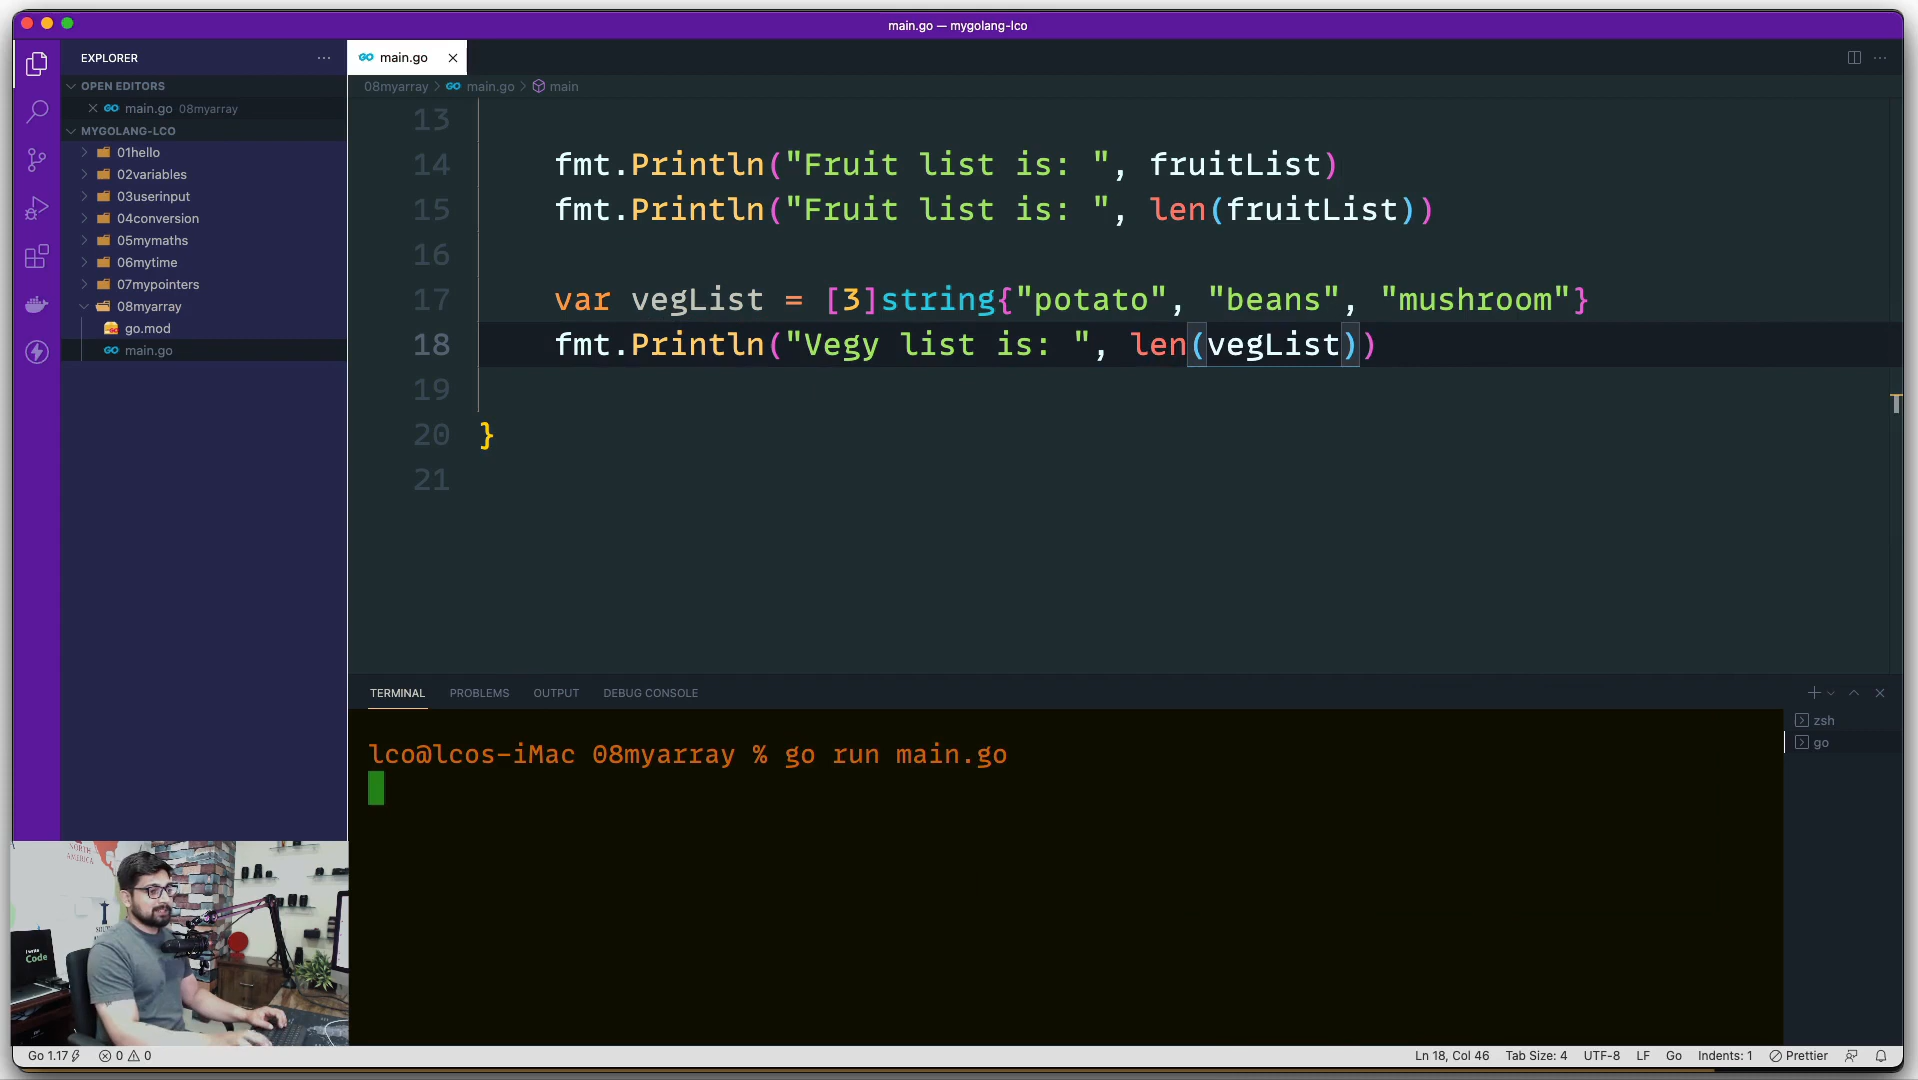 main.go — mygolang-lco
EXPLORER
OPEN EDITORS
main.go 08myarray
MYGOLANG-LCO
01hello
02variables
03userinput
04conversion
05mymaths
06mytime
07mypointers
08myarray
go.mod
main.go
main.go
08myarray > main.go > main
13
14 fmt.Println("Fruit list is: ", fruitList)
15 fmt.Println("Fruit list is: ", len(fruitList))
16
17 var vegList = [3]string{"potato", "beans", "mushroom"}
18 fmt.Println("Vegy list is: ", len(vegList))
19
20 }
21
TERMINAL PROBLEMS OUTPUT DEBUG CONSOLE
zsh
go
lco@lcos-iMac 08myarray % go run main.go
NORTH
AMERICA
I write
Code
Go 1.17 0 0 Ln 18, Col 46 Tab Size: 4 UTF-8 LF Go Indents: 1 Prettier